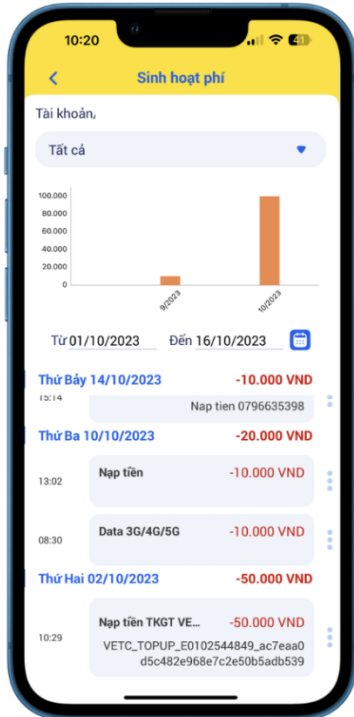 10:20
41
Sinh hoạt phí
Tài khoản,
Tất cả
100.000
80.000
60.000
40.000
20.000
0
9/2023
10/2023
Từ 01/10/2023 Đến 16/10/2023
Thứ Bảy 14/10/2023 -10.000 VND
15:14
Nap tien 0796635398
Thứ Ba 10/10/2023 -20.000 VND
Nạp tiền -10.000 VND
13:02
Data 3G/4G/5G -10.000 VND
08:30
Thứ Hai 02/10/2023 -50.000 VND
Nạp tiền TKGT VE... -50.000 VND
10:29
VETC_TOPUP_E0102544849_ac7eaa0
d5c482e968e7c2e50b5adb539